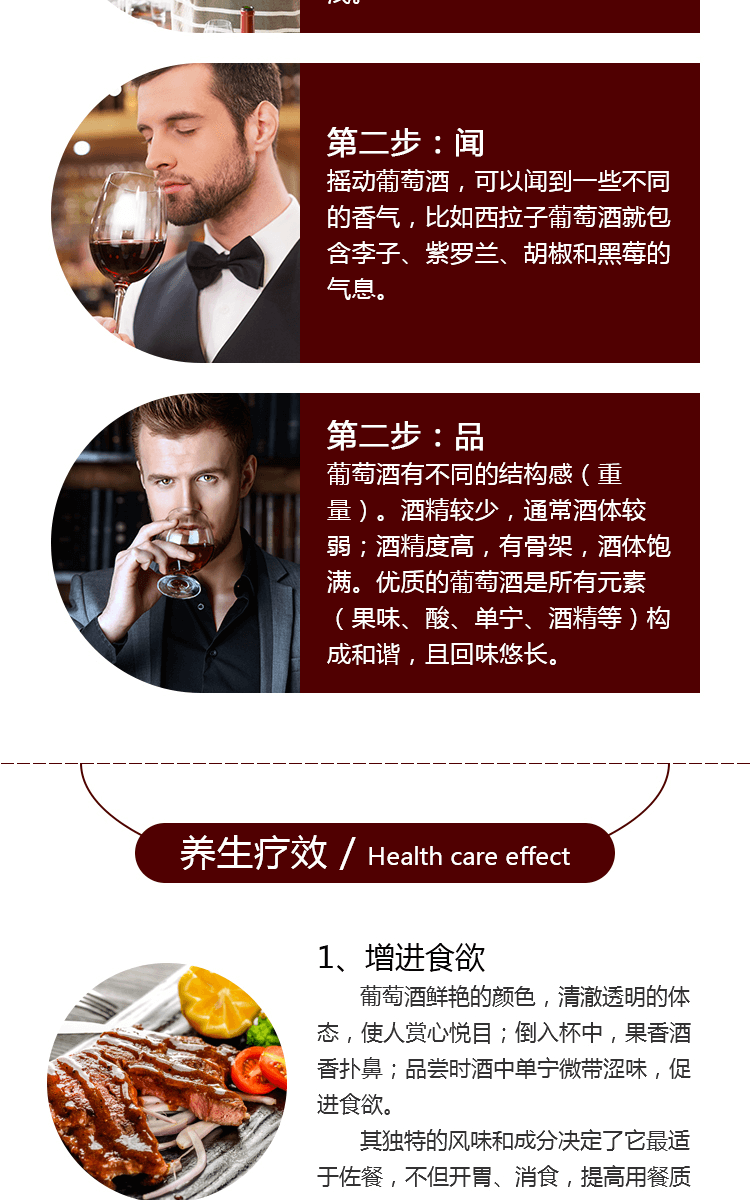 第二步：闻
摇动葡萄酒，可以闻到一些不同
的香气，比如西拉子葡萄酒就包
含李子、紫罗兰、胡椒和黑莓的
气息。
第二步：品
葡萄酒有不同的结构感（重
量）。酒精较少，通常酒体较
弱；酒精度高，有骨架，酒体饱
满。优质的葡萄酒是所有元素
（果味、酸、单宁、酒精等）构
成和谐，且回味悠长。
养生疗效 / Health care effect
1、增进食欲
葡萄酒鲜艳的颜色，清澈透明的体
态，使人赏心悦目；倒入杯中，果香酒
香扑鼻；品尝时酒中单宁微带涩味，促
进食欲。
其独特的风味和成分决定了它最适
于佐餐，不但开胃、消食，提高用餐质